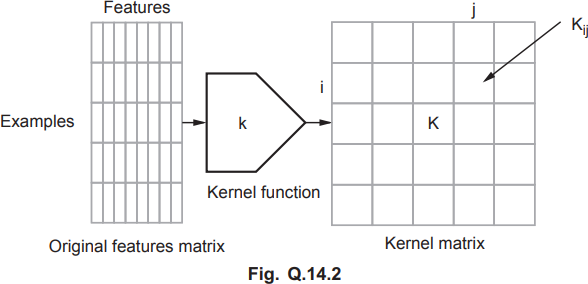 Features
j
K_ij
i
Examples
k
K
Kernel function
Original features matrix
Kernel matrix
Fig. Q.14.2